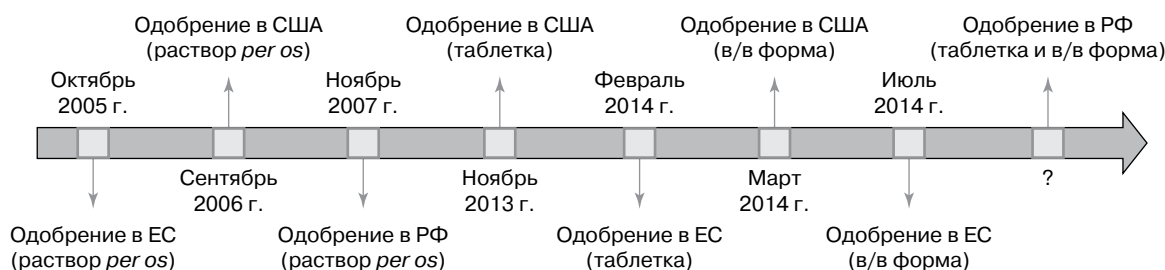 Одобрение в США
(раствор per os)
Одобрение в США
(таблетка)
Одобрение в США
(в/в форма)
Одобрение в РФ
(таблетка и в/в форма)
Октябрь
2005 г.
Ноябрь
2007 г.
Февраль
2014 г.
Июль
2014 г.
Сентябрь
2006 г.
Ноябрь
2013 г.
Март
2014 г.
?
Одобрение в ЕС
(раствор per os)
Одобрение в РФ
(раствор per os)
Одобрение в ЕС
(таблетка)
Одобрение в ЕС
(в/в форма)